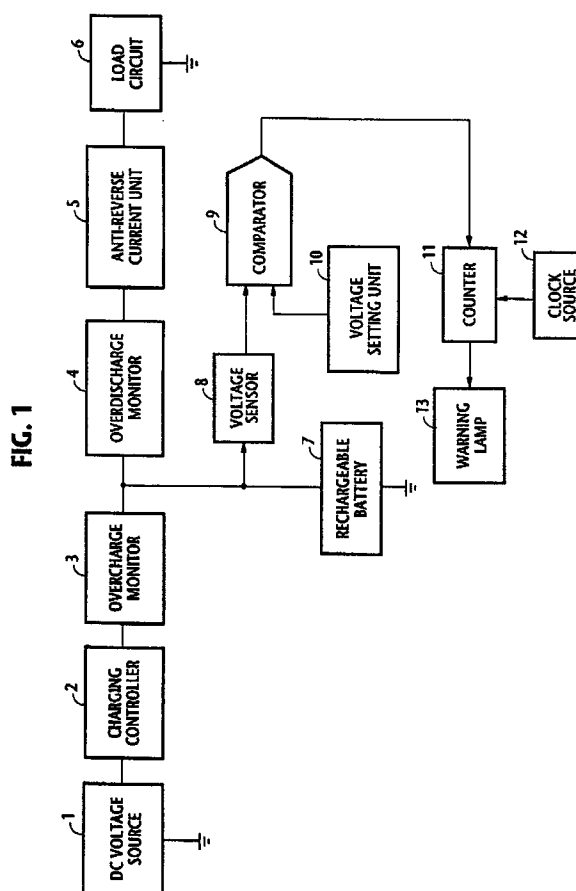 FIG. 1
1
DC VOLTAGE
SOURCE
2
CHARGING
CONTROLLER
3
OVERCHARGE
MONITOR
4
OVERDISCHARGE
MONITOR
5
ANTI-REVERSE
CURRENT UNIT
6
LOAD
CIRCUIT
7
RECHARGEABLE
BATTERY
8
VOLTAGE
SENSOR
9
COMPARATOR
10
VOLTAGE
SETTING UNIT
11
COUNTER
12
CLOCK
SOURCE
13
WARNING
LAMP